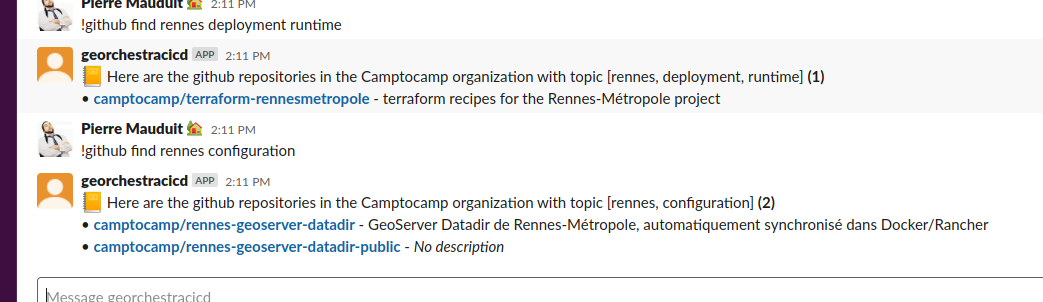 Pierre Mauduit 2:11 PM
!github find rennes deployment runtime
georchestracicd APP 2:11 PM
Here are the github repositories in the Camptocamp organization with topic [rennes, deployment, runtime] (1)
• camptocamp/terraform-rennesmetropole - terraform recipes for the Rennes-Métropole project
Pierre Mauduit 2:11 PM
!github find rennes configuration
georchestracicd APP 2:11 PM
Here are the github repositories in the Camptocamp organization with topic [rennes, configuration] (2)
• camptocamp/rennes-geoserver-datadir - GeoServer Datadir de Rennes-Métropole, automatiquement synchronisé dans Docker/Rancher
• camptocamp/rennes-geoserver-datadir-public - No description
Message georchestracicd